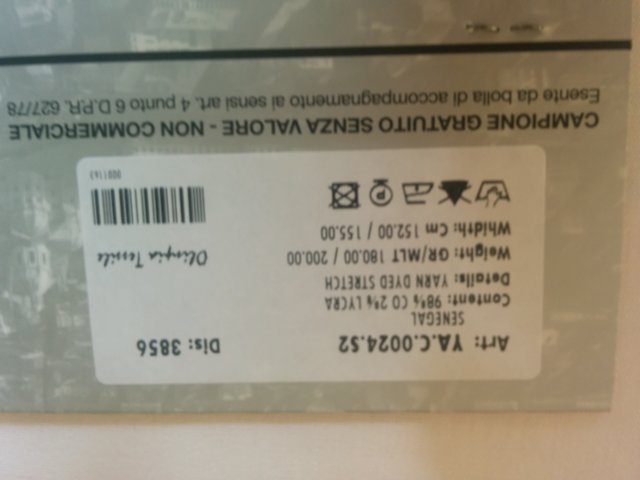 Art: YA.C.0024.S2 Dis: 3856
SENEGAL
Content: 98% CO 2% LYCRA
Details: YARN DYED STRETCH
Weight: GR/MLT 180.00 / 200.00
Olimpia Tessile
Whidth: Cm 152.00 / 155.00
0001163
CAMPIONE GRATUITO SENZA VALORE - NON COMMERCIALE
Esente da bolla di accompagnamento ai sensi art. 4 punto 6 D.P.R. 627/78